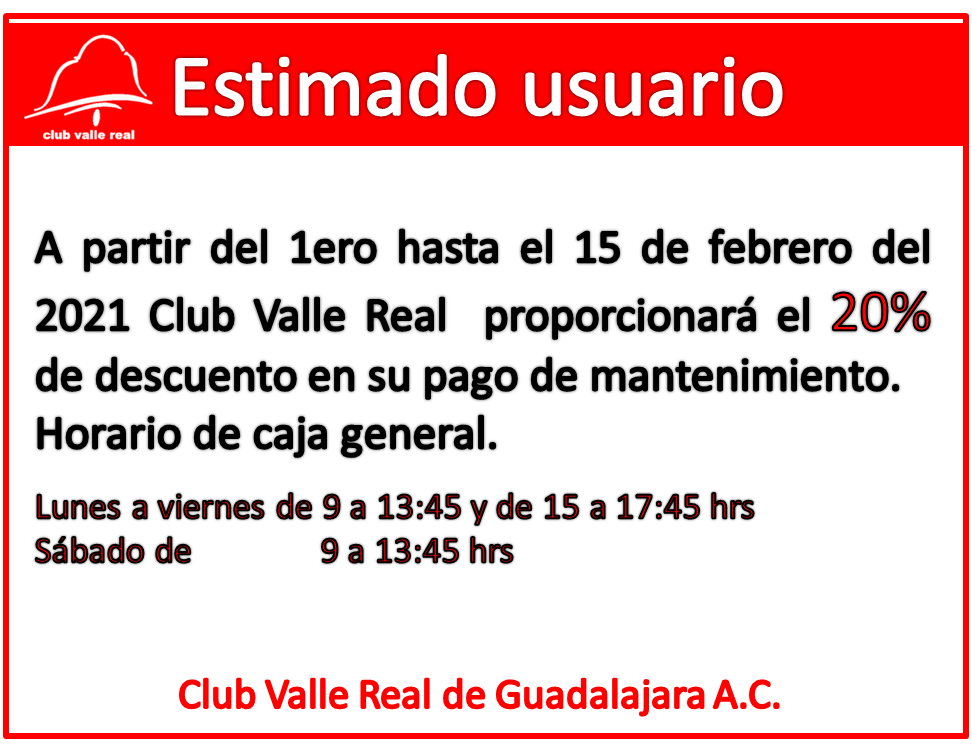 Estimado usuario
club valle real
A partir del 1ero hasta el 15 de febrero del
2021 Club Valle Real proporcionará el 20%
de descuento en su pago de mantenimiento.
Horario de caja general.
Lunes a viernes de 9 a 13:45 y de 15 a 17:45 hrs
Sábado de 9 a 13:45 hrs
Club Valle Real de Guadalajara A.C.